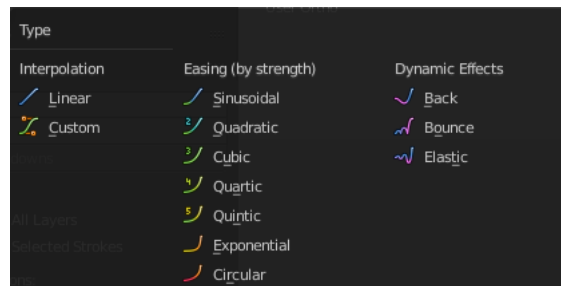 Type
Interpolation
Linear
Custom
Easing (by strength)
Sinusoidal
Quadratic
Cubic
Quartic
Quintic
Exponential
Circular
Dynamic Effects
Back
Bounce
Elastic
All Layers
Selected Strokes